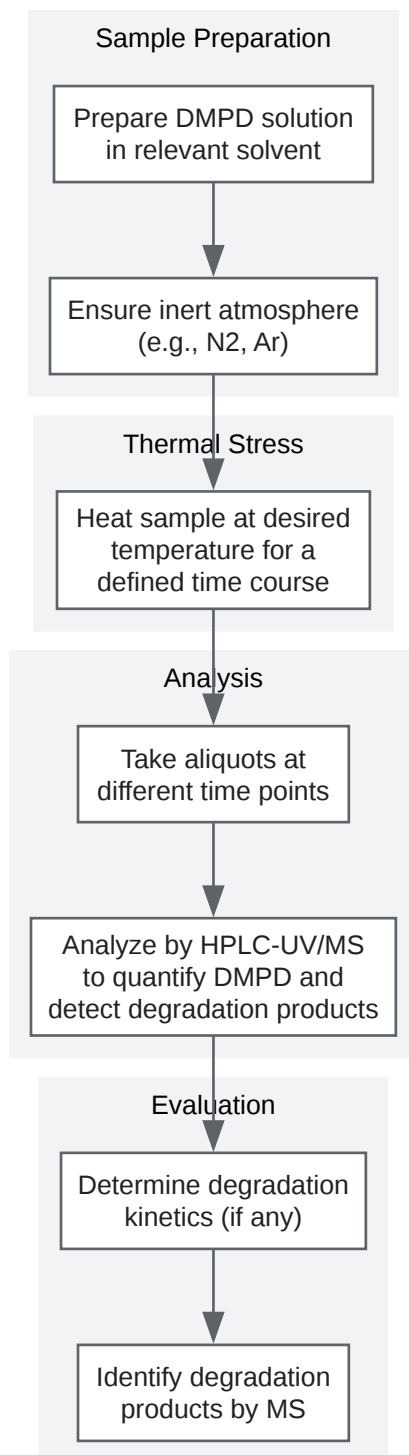 Sample Preparation
Prepare DMPD solution
in relevant solvent
Ensure inert atmosphere
(e.g., N2, Ar)
Thermal Stress
Heat sample at desired
temperature for a
defined time course
Analysis
Take aliquots at
different time points
Analyze by HPLC-UV/MS
to quantify DMPD and
detect degradation products
Evaluation
Determine degradation
kinetics (if any)
Identify degradation
products by MS